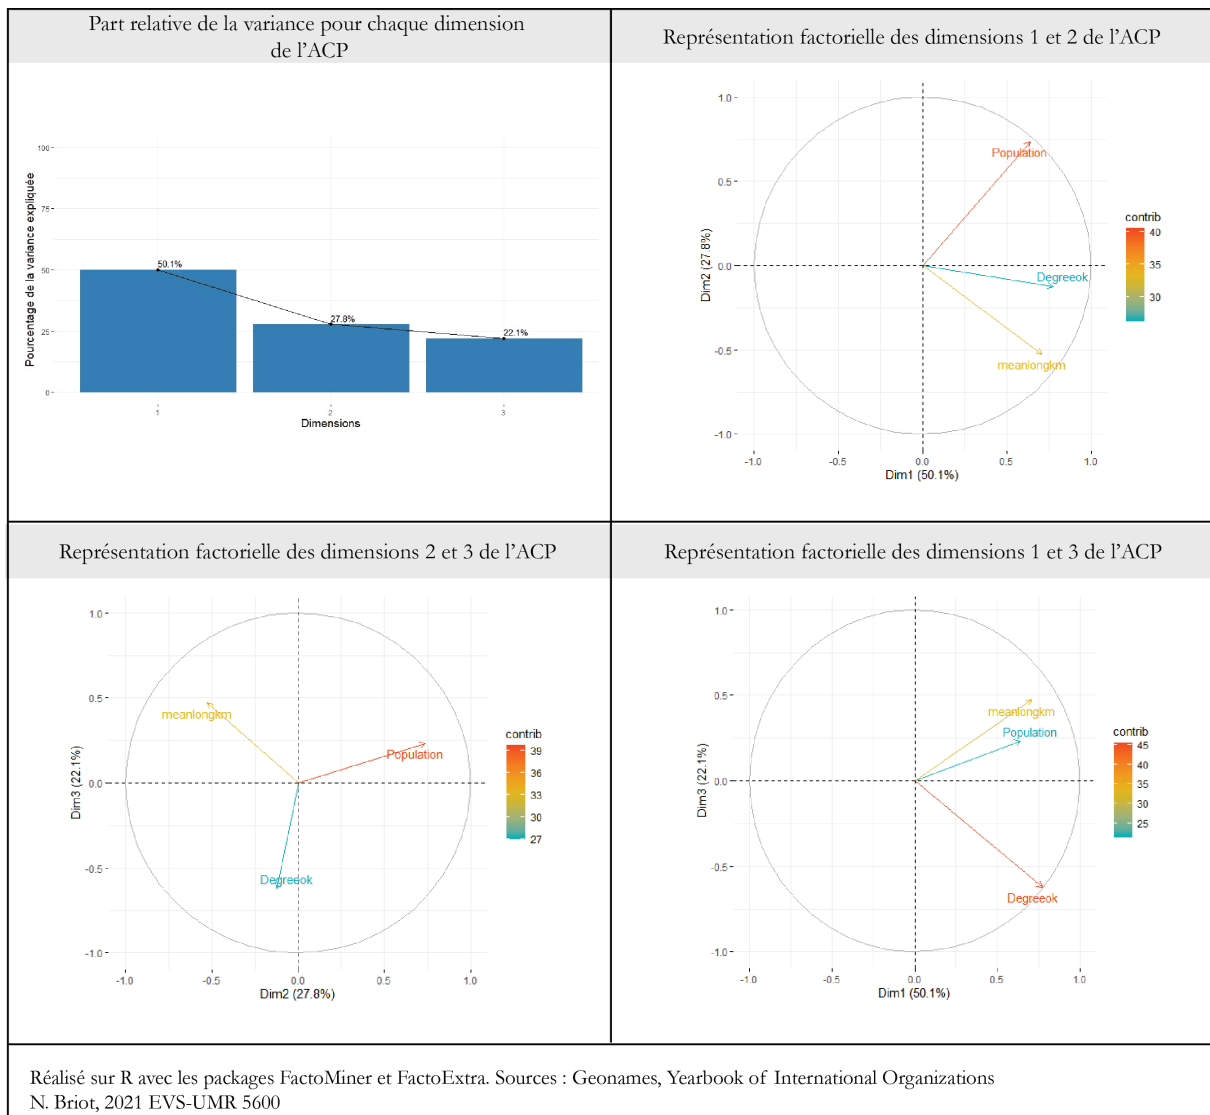 Part relative de la variance pour chaque dimension
de l'ACP
Pourcentage de la variance expliquée
100
75
50
25
0
50.1%
27.8%
22.1%
1
2
3
Dimensions
Représentation factorielle des dimensions 1 et 2 de l'ACP
Dim2 (27.8%)
1.0
0.5
0.0
-0.5
-1.0
Population
Degreeok
meanlongkm
-1.0
-0.5
0.0
0.5
1.0
Dim1 (50.1%)
contrib
40
35
30
Représentation factorielle des dimensions 2 et 3 de l'ACP
Dim3 (22.1%)
1.0
0.5
0.0
-0.5
-1.0
meanlongkm
Population
Degreeok
-1.0
-0.5
0.0
0.5
1.0
Dim2 (27.8%)
contrib
39
36
33
30
27
Représentation factorielle des dimensions 1 et 3 de l'ACP
Dim3 (22.1%)
1.0
0.5
0.0
-0.5
-1.0
meanlongkm
Population
Degreeok
-1.0
-0.5
0.0
0.5
1.0
Dim1 (50.1%)
contrib
45
40
35
30
25
Réalisé sur R avec les packages FactoMiner et FactoExtra. Sources : Geonames, Yearbook of International Organizations
N. Briot, 2021 EVS-UMR 5600